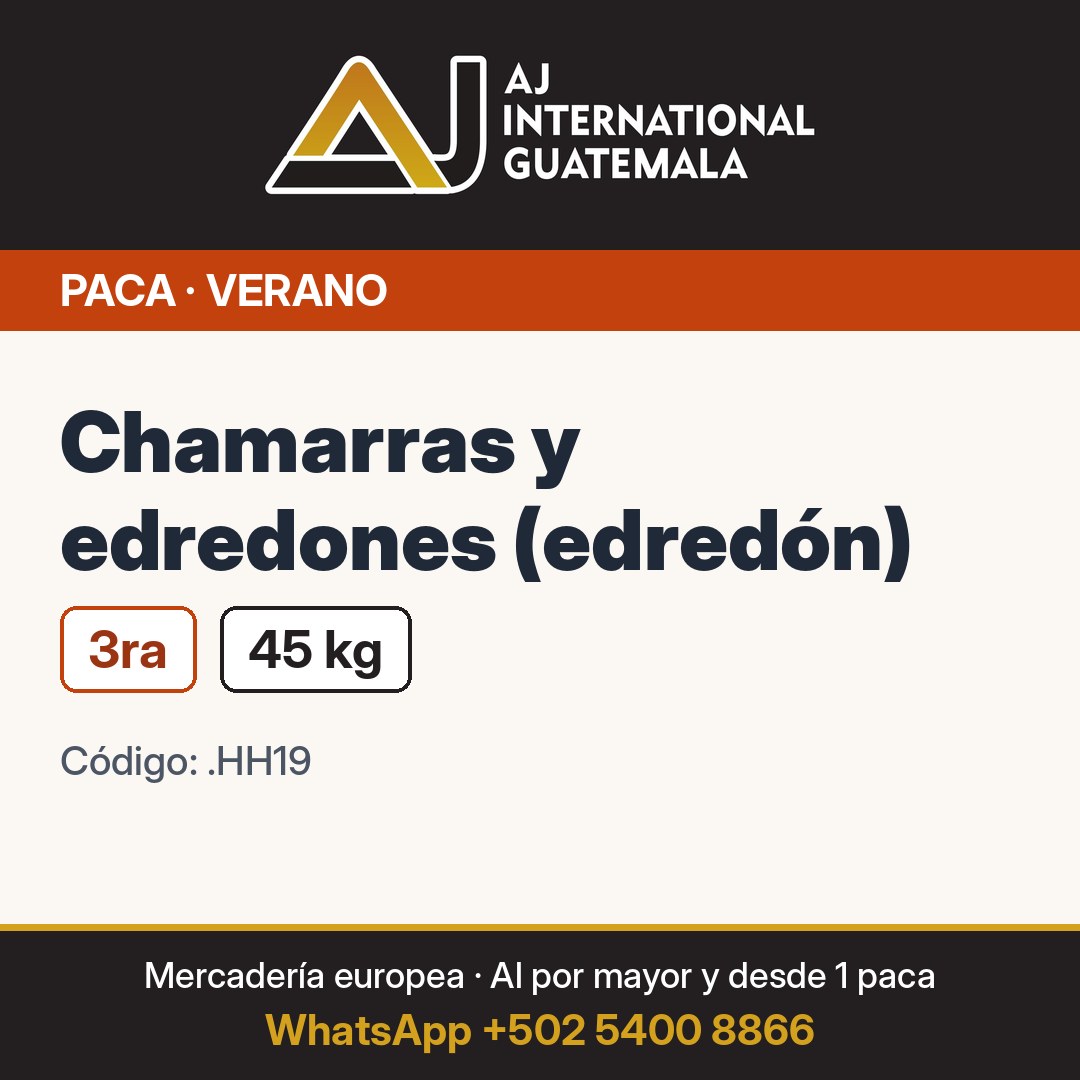 AJ
AJ
INTERNATIONAL
GUATEMALA
PACA · VERANO
Chamarras y
edredones (edredón)
3ra
45 kg
Código: .HH19
Mercadería europea · Al por mayor y desde 1 paca
WhatsApp +502 5400 8866